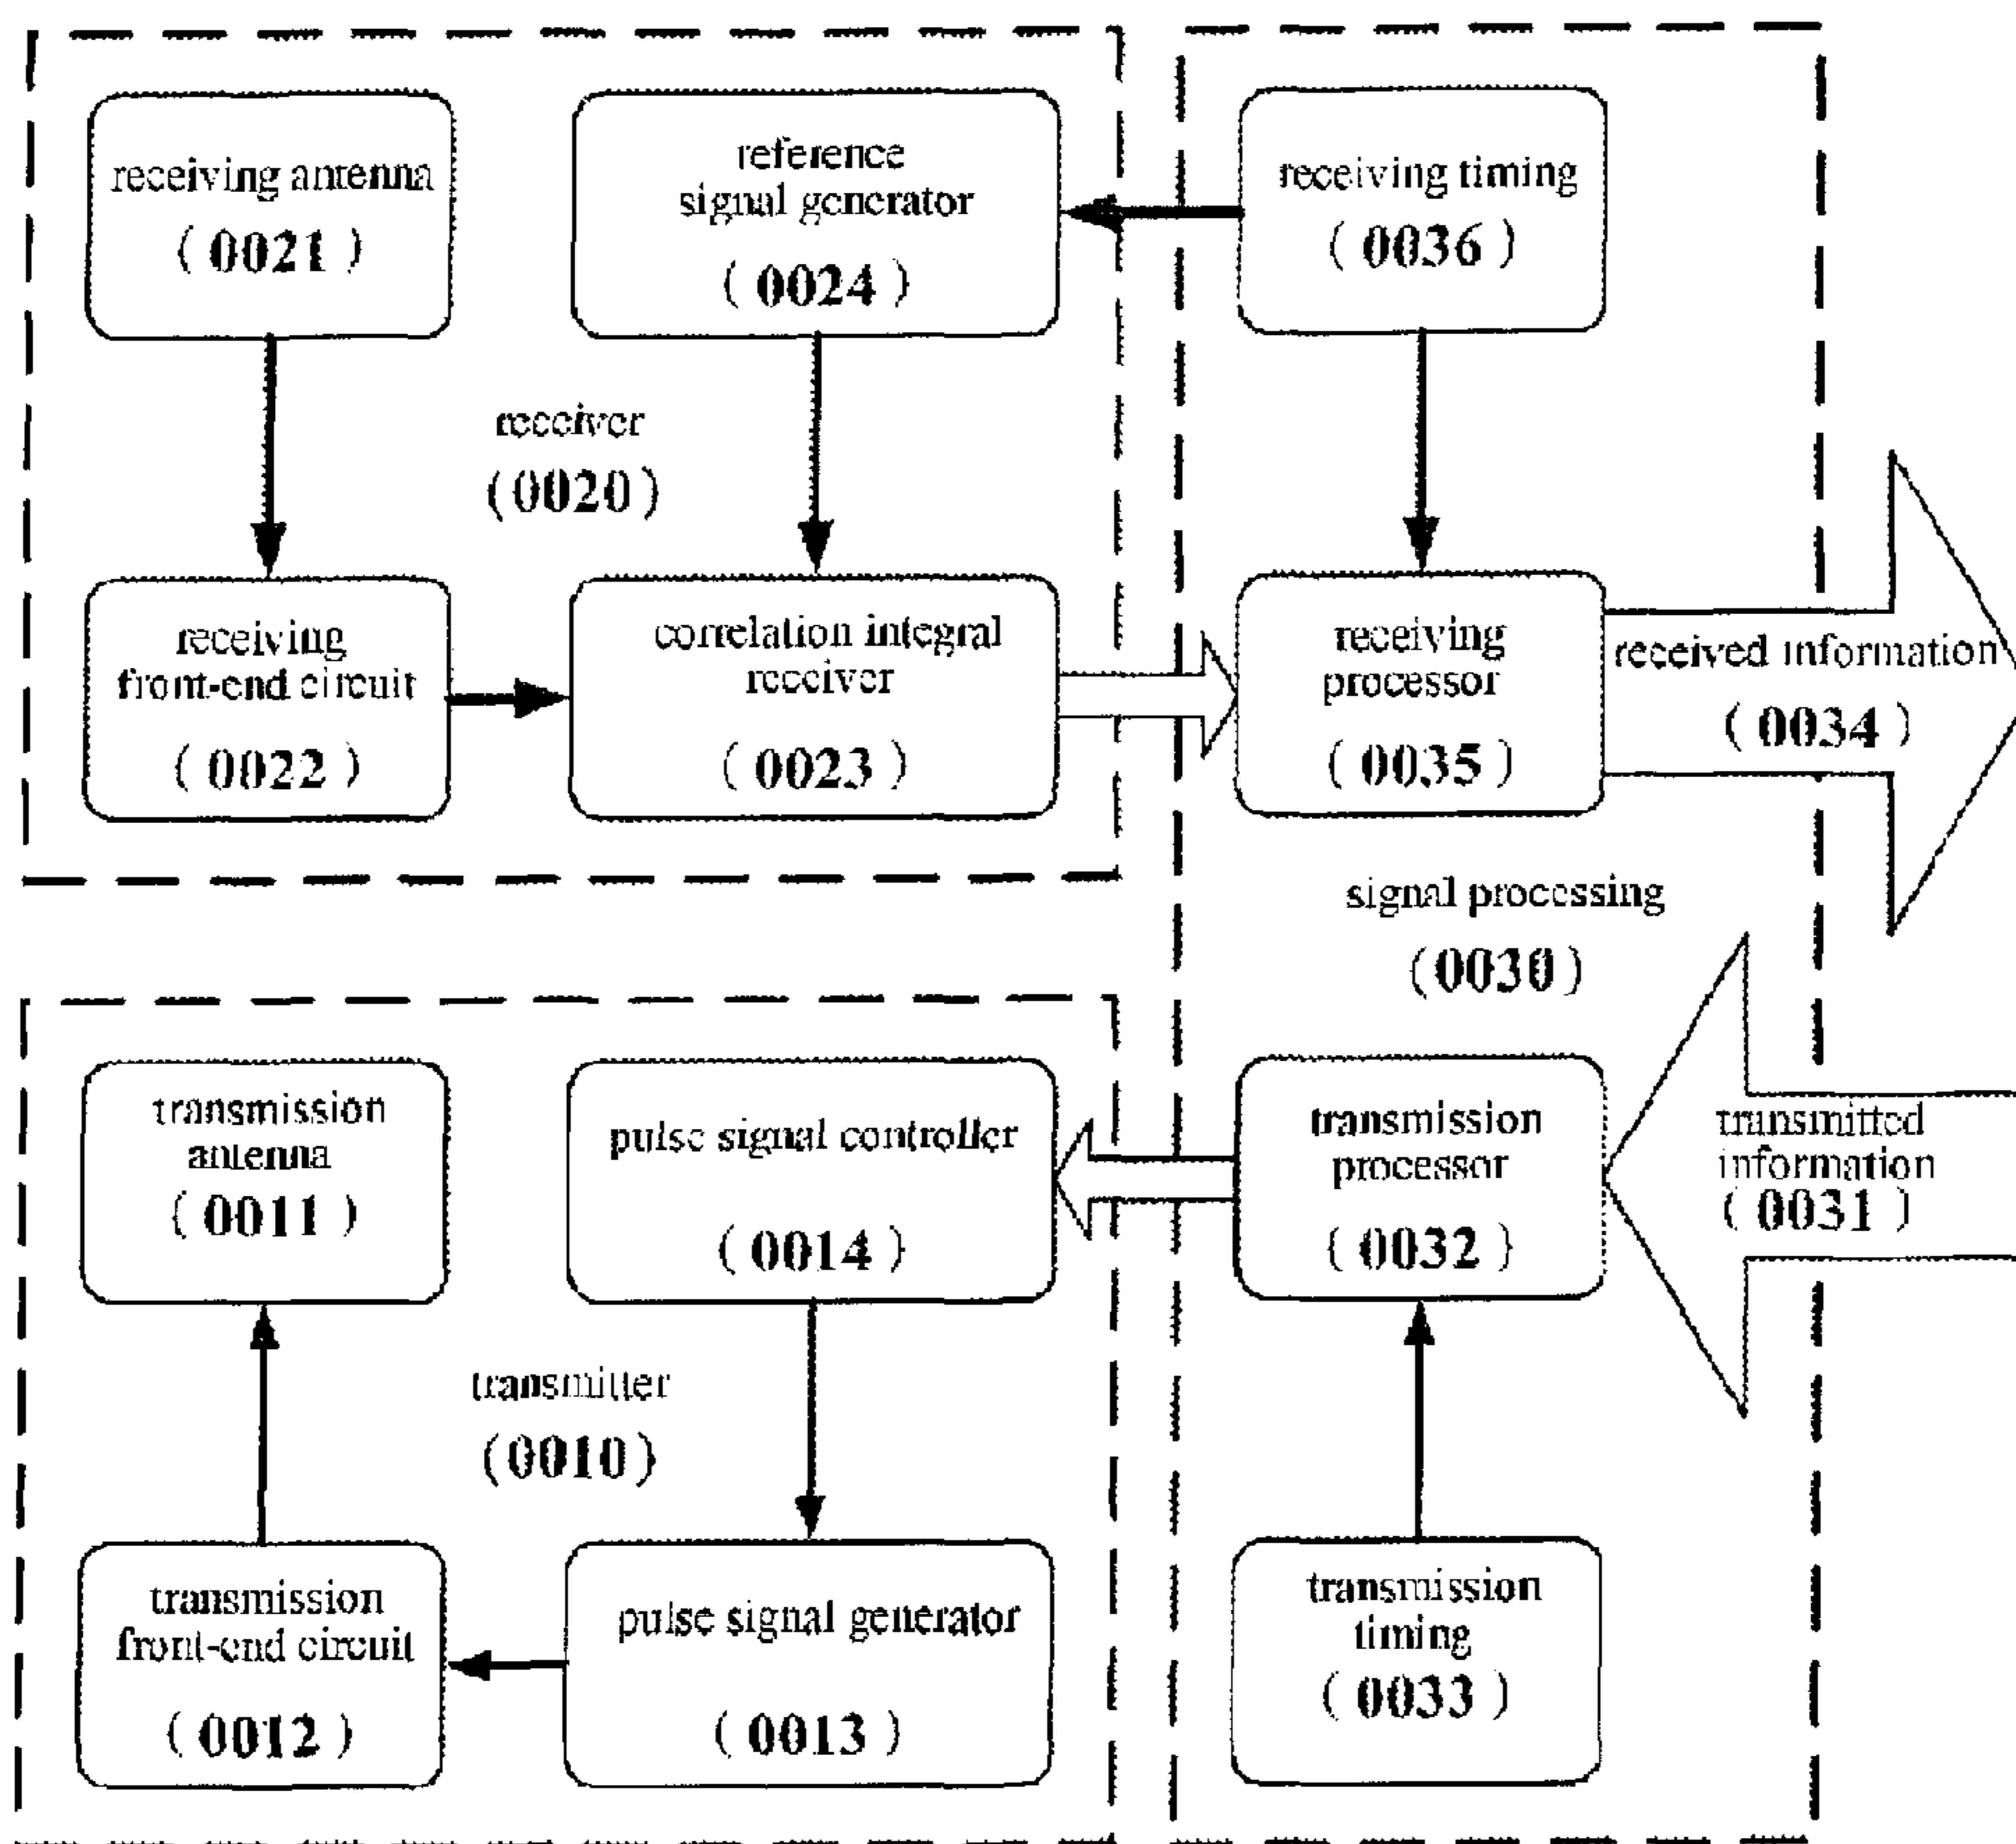 receiving antenna
( 0021 )
reference
signal generator
( 0024 )
receiving timing
( 0036 )
receiver
(0020)
receiving
front-end circuit
( 0022 )
correlation integral
receiver
( 0023 )
receiving
processor
( 0035 )
received information
( 0034 )
signal processing
(0030)
transmission
antenna
( 0011 )
pulse signal controller
( 0014 )
transmission
processor
( 0032 )
transmitted
information
( 0031 )
transmitter
(0010)
transmission
front-end circuit
( 0012 )
pulse signal generator
( 0013 )
transmission
timing
( 0033 )